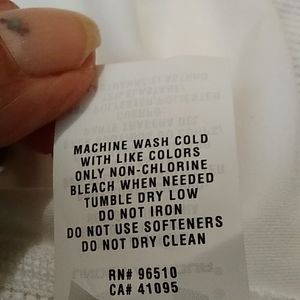 MACHINE WASH COLD
WITH LIKE COLORS
ONLY NON-CHLORINE
BLEACH WHEN NEEDED
TUMBLE DRY LOW
DO NOT IRON
DO NOT USE SOFTENERS
DO NOT DRY CLEAN
RN# 96510
CA# 41095